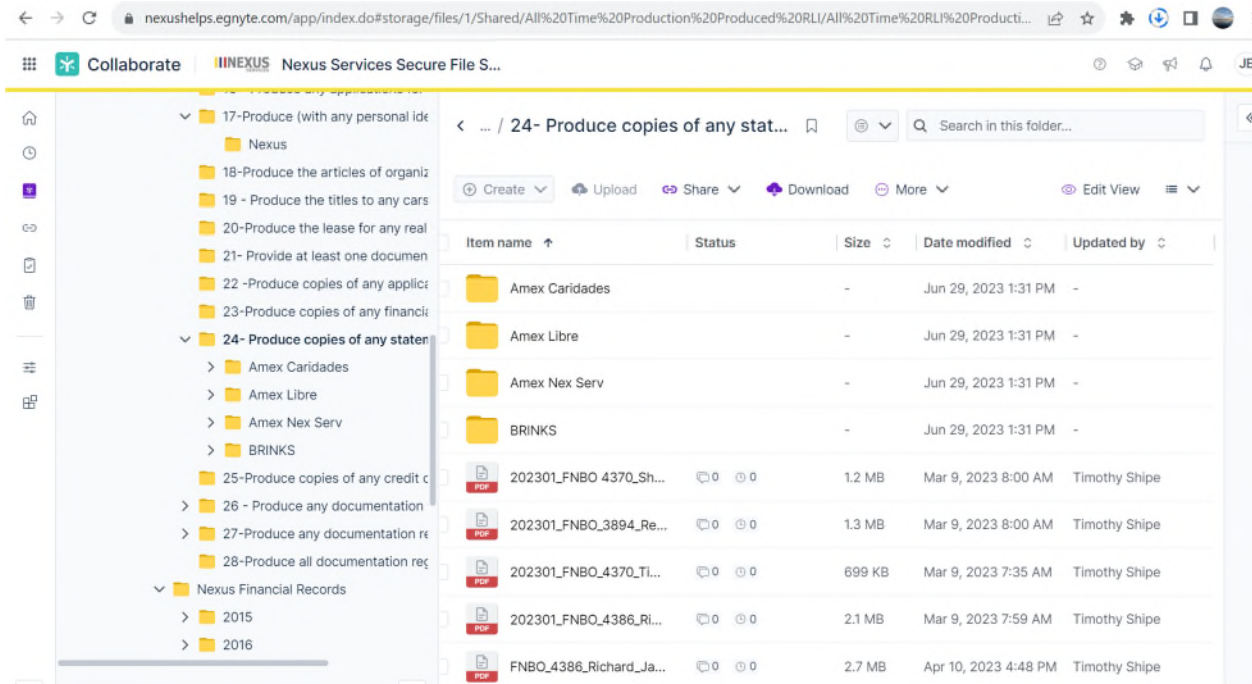 nexushelps.egnyte.com/app/index.do#storage/files/1/Shared/All%20Time%20Production%20Produced%20RLI/All%20Time%20RLI%20Producti...
Collaborate
NEXUS SERVICES
Nexus Services Secure File S...
JE
17-Produce (with any personal ide
Nexus
18-Produce the articles of organiz
19 - Produce the titles to any cars
20-Produce the lease for any real
21- Provide at least one documen
22 -Produce copies of any applica
23-Produce copies of any financia
24- Produce copies of any statem
Amex Caridades
Amex Libre
Amex Nex Serv
BRINKS
25-Produce copies of any credit c
26 - Produce any documentation
27-Produce any documentation re
28-Produce all documentation reg
Nexus Financial Records
2015
2016
... / 24- Produce copies of any stat...
Search in this folder...
Create Upload Share Download More Edit View
Item name Status Size Date modified Updated by
Amex Caridades - Jun 29, 2023 1:31 PM -
Amex Libre - Jun 29, 2023 1:31 PM -
Amex Nex Serv - Jun 29, 2023 1:31 PM -
BRINKS - Jun 29, 2023 1:31 PM -
PDF 202301_FNBO 4370_Sh... 0 0 1.2 MB Mar 9, 2023 8:00 AM Timothy Shipe
PDF 202301_FNBO_3894_Re... 0 0 1.3 MB Mar 9, 2023 8:00 AM Timothy Shipe
PDF 202301_FNBO_4370_Ti... 0 0 699 KB Mar 9, 2023 7:35 AM Timothy Shipe
PDF 202301_FNBO_4386_Ri... 0 0 2.1 MB Mar 9, 2023 7:59 AM Timothy Shipe
PDF FNBO_4386_Richard_Ja... 0 0 2.7 MB Apr 10, 2023 4:48 PM Timothy Shipe